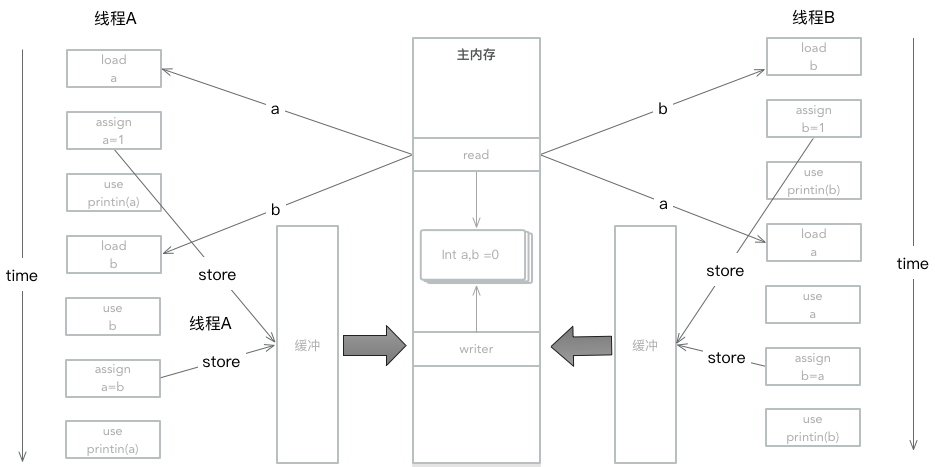 线程A
线程B
主内存
load
a
assign
a=1
use
printin(a)
load
b
use
b
assign
a=b
use
printin(a)
time
a
b
store
线程A
store
缓冲
read
Int a,b =0
writer
缓冲
b
a
store
store
load
b
assign
b=1
use
printin(b)
load
a
use
a
assign
b=a
use
printin(b)
time